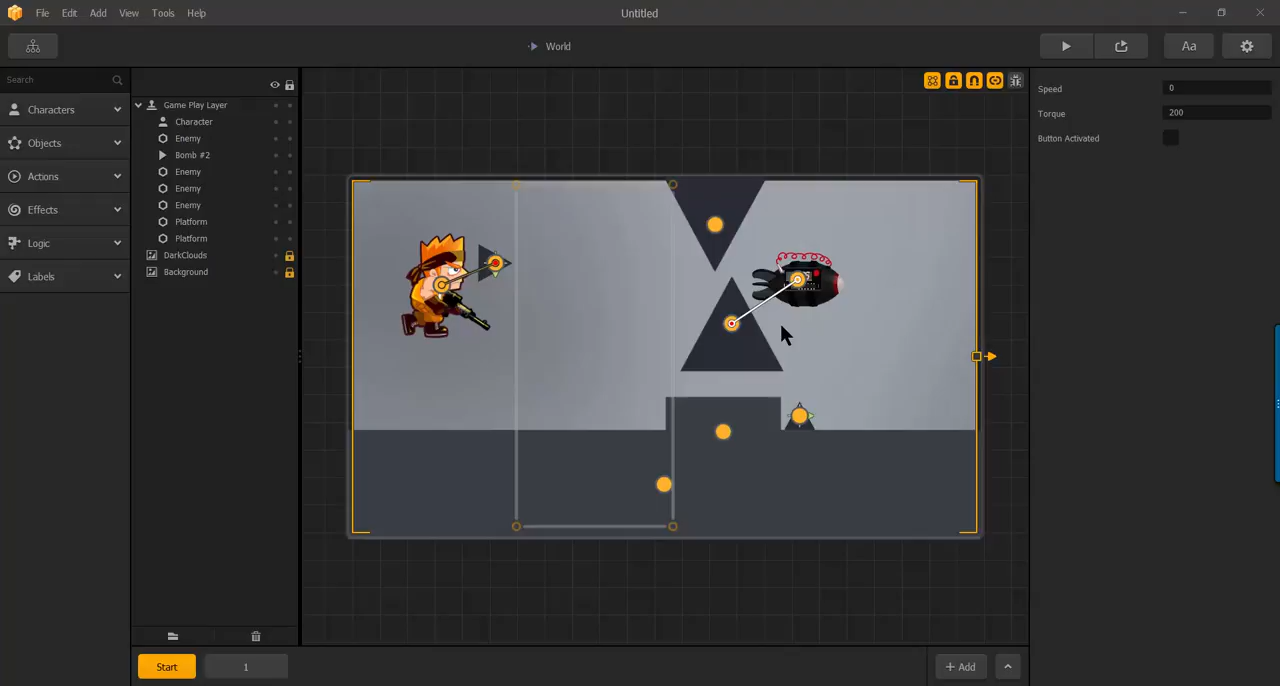 File Edit Add View Tools Help
Untitled
World
Aa
Search
Characters
Objects
Actions
Effects
Logic
Labels
Game Play Layer
Character
Enemy
Bomb #2
Enemy
Enemy
Enemy
Platform
Platform
DarkClouds
Background
Speed 0
Torque 200
Button Activated
Start 1
+ Add